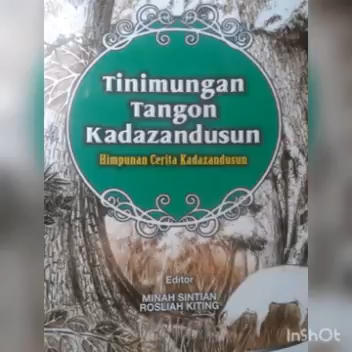 Tinimungan
Tangon
Kadazandusun
Himpunan Cerita Kadazandusun
Editor
MINAH SINTIAN
ROSLIAH KITING
InShOt